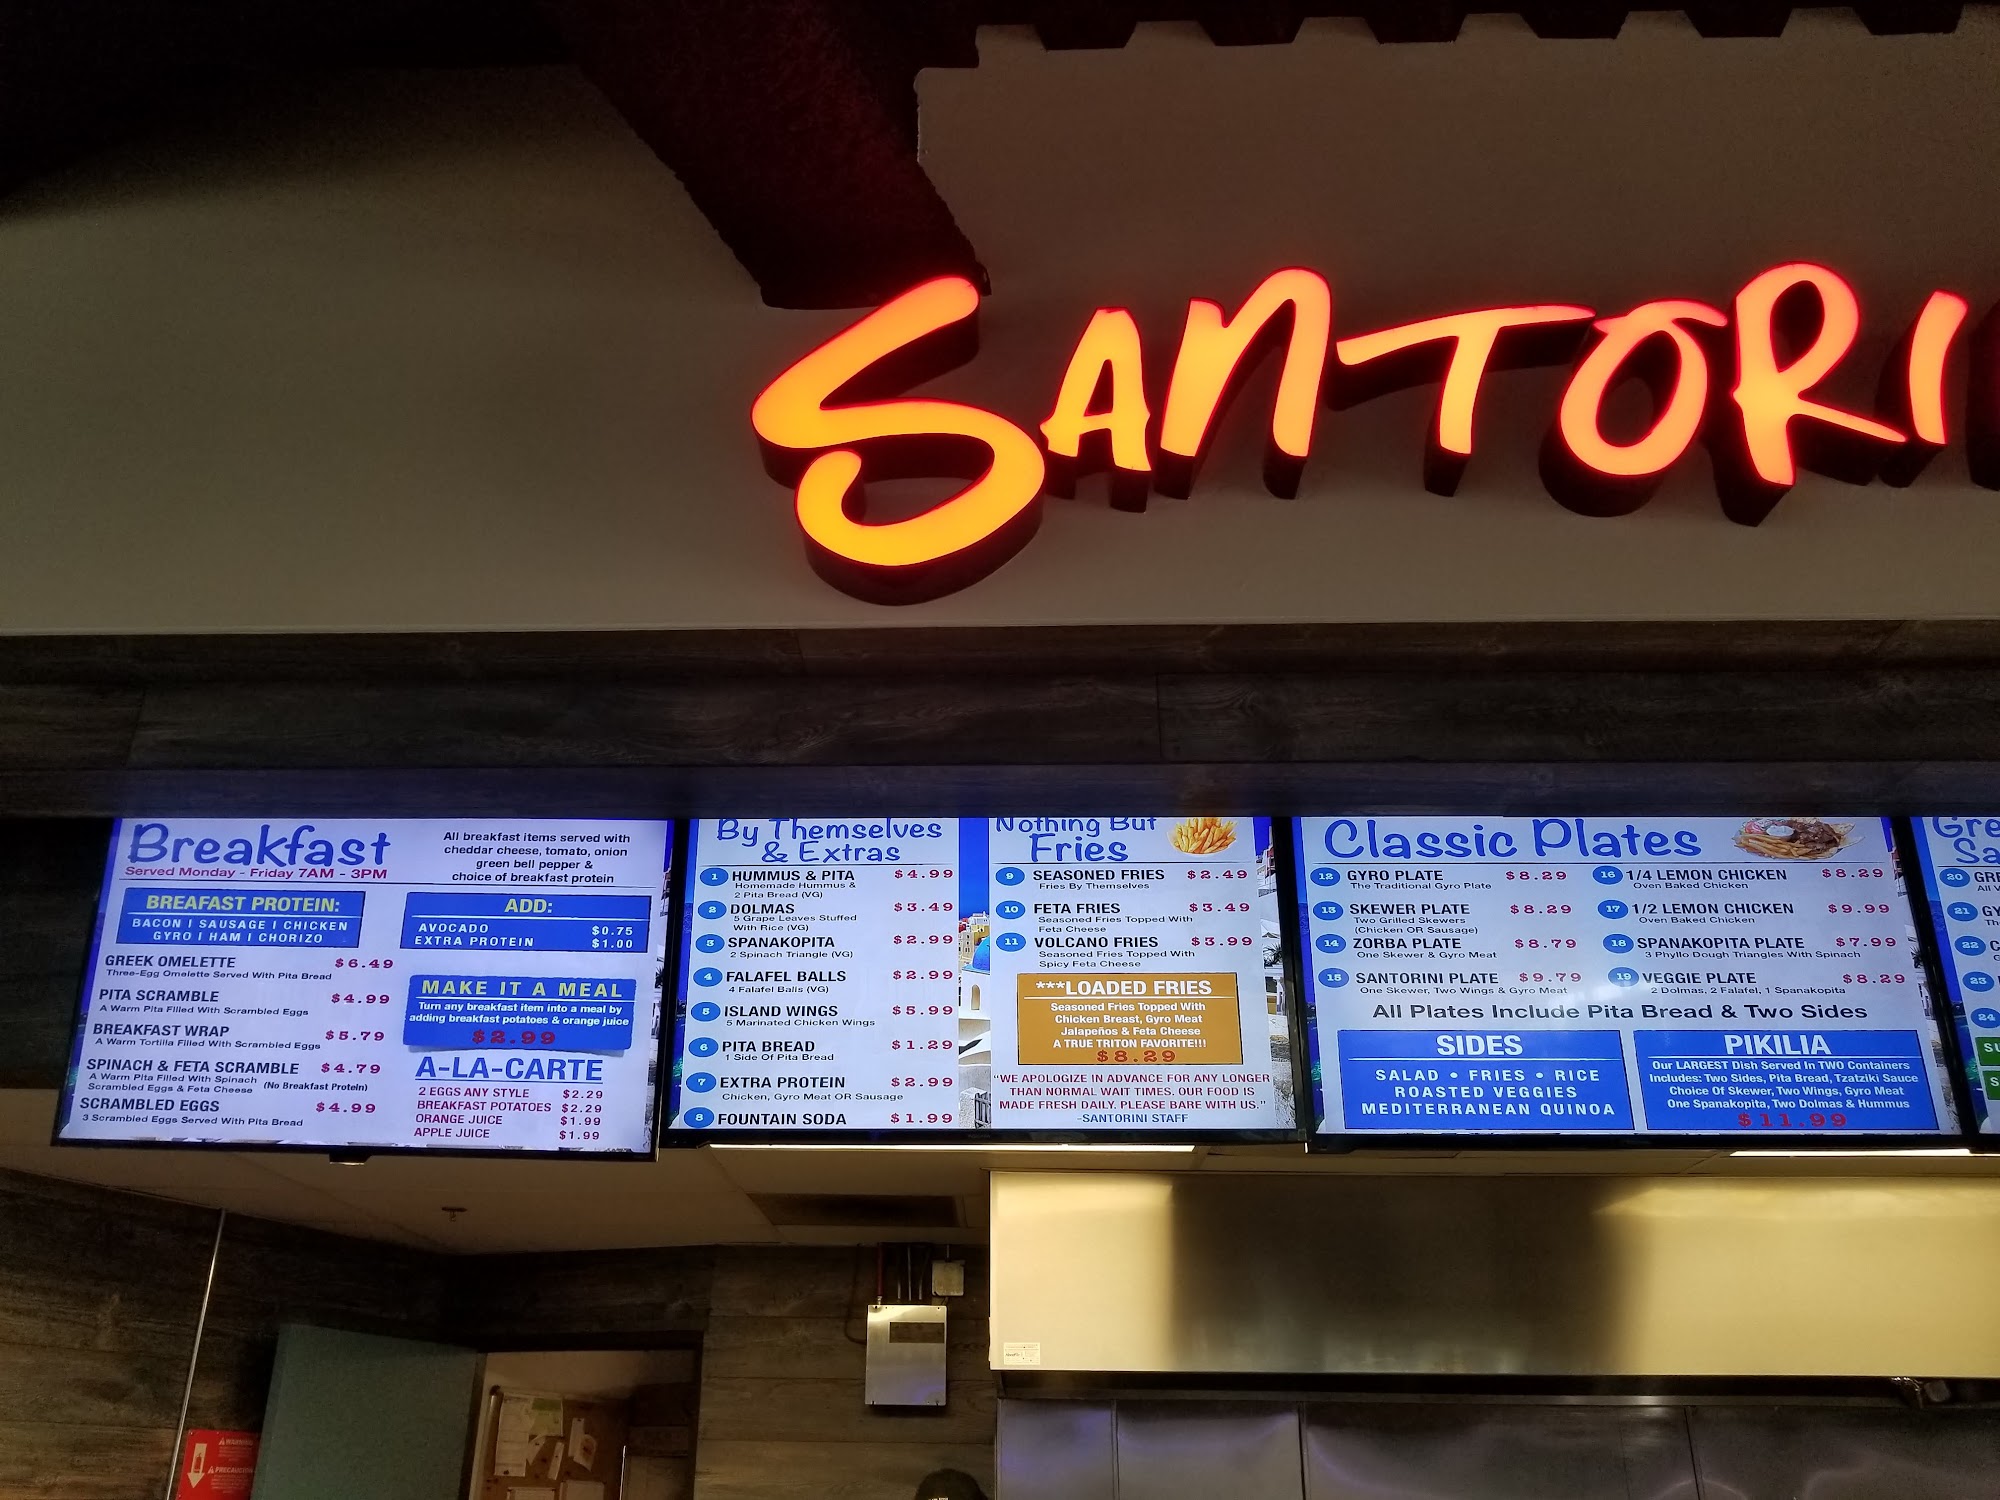 SANTORI
Breakfast
Served Monday - Friday 7AM - 3PM
All breakfast items served with
cheddar cheese, tomato, onion
green bell pepper &
choice of breakfast protein
BREAFAST PROTEIN:
BACON | SAUSAGE | CHICKEN
GYRO | HAM | CHORIZO
ADD:
AVOCADO $0.75
EXTRA PROTEIN $1.00
GREEK OMELETTE $6.49
Three-Egg Omelette Served With Pita Bread
PITA SCRAMBLE $4.99
A Warm Pita Filled With Scrambled Eggs
BREAKFAST WRAP $5.79
A Warm Tortilla Filled With Scrambled Eggs
SPINACH & FETA SCRAMBLE $4.79
A Warm Pita Filled With Spinach
Scrambled Eggs & Feta Cheese (No Breakfast Protein)
SCRAMBLED EGGS $4.99
3 Scrambled Eggs Served With Pita Bread
MAKE IT A MEAL
Turn any breakfast item into a meal by
adding breakfast potatoes & orange juice
$2.99
A-LA-CARTE
2 EGGS ANY STYLE $2.29
BREAKFAST POTATOES $2.29
ORANGE JUICE $1.99
APPLE JUICE $1.99
By Themselves
& Extras
1 HUMMUS & PITA $4.99
Homemade Hummus &
2 Pita Bread (VG)
2 DOLMAS $3.49
5 Grape Leaves Stuffed
With Rice (VG)
3 SPANAKOPITA $2.99
2 Spinach Triangle (VG)
4 FALAFEL BALLS $2.99
4 Falafel Balls (VG)
5 ISLAND WINGS $5.99
5 Marinated Chicken Wings
6 PITA BREAD $1.29
1 Side Of Pita Bread
7 EXTRA PROTEIN $2.99
Chicken, Gyro Meat OR Sausage
8 FOUNTAIN SODA $1.99
Nothing But
Fries
9 SEASONED FRIES $2.49
Fries By Themselves
10 FETA FRIES $3.49
Seasoned Fries Topped With
Feta Cheese
11 VOLCANO FRIES $3.99
Seasoned Fries Topped With
Spicy Feta Cheese
***LOADED FRIES
Seasoned Fries Topped With
Chicken Breast, Gyro Meat
Jalapeños & Feta Cheese
A TRUE TRITON FAVORITE!!!
$8.29
"WE APOLOGIZE IN ADVANCE FOR ANY LONGER
THAN NORMAL WAIT TIMES. OUR FOOD IS
MADE FRESH DAILY. PLEASE BARE WITH US."
-SANTORINI STAFF
Classic Plates
12 GYRO PLATE $8.29
The Traditional Gyro Plate
13 SKEWER PLATE $8.29
Two Grilled Skewers
(Chicken OR Sausage)
14 ZORBA PLATE $8.79
One Skewer & Gyro Meat
15 SANTORINI PLATE $9.79
One Skewer, Two Wings & Gyro Meat
16 1/4 LEMON CHICKEN $8.29
Oven Baked Chicken
17 1/2 LEMON CHICKEN $9.99
Oven Baked Chicken
18 SPANAKOPITA PLATE $7.99
3 Phyllo Dough Triangles With Spinach
19 VEGGIE PLATE $8.29
2 Dolmas, 2 Falafel, 1 Spanakopita
All Plates Include Pita Bread & Two Sides
SIDES
SALAD • FRIES • RICE
ROASTED VEGGIES
MEDITERRANEAN QUINOA
PIKILIA
Our LARGEST Dish Served In TWO Containers
Includes: Two Sides, Pita Bread, Tzatziki Sauce
Choice Of Skewer, Two Wings, Gyro Meat
One Spanakopita, Two Dolmas & Hummus
$11.99
Gre
Sa
20 GRE
21 GY
22
23
24
WARNING
PRECAUCION